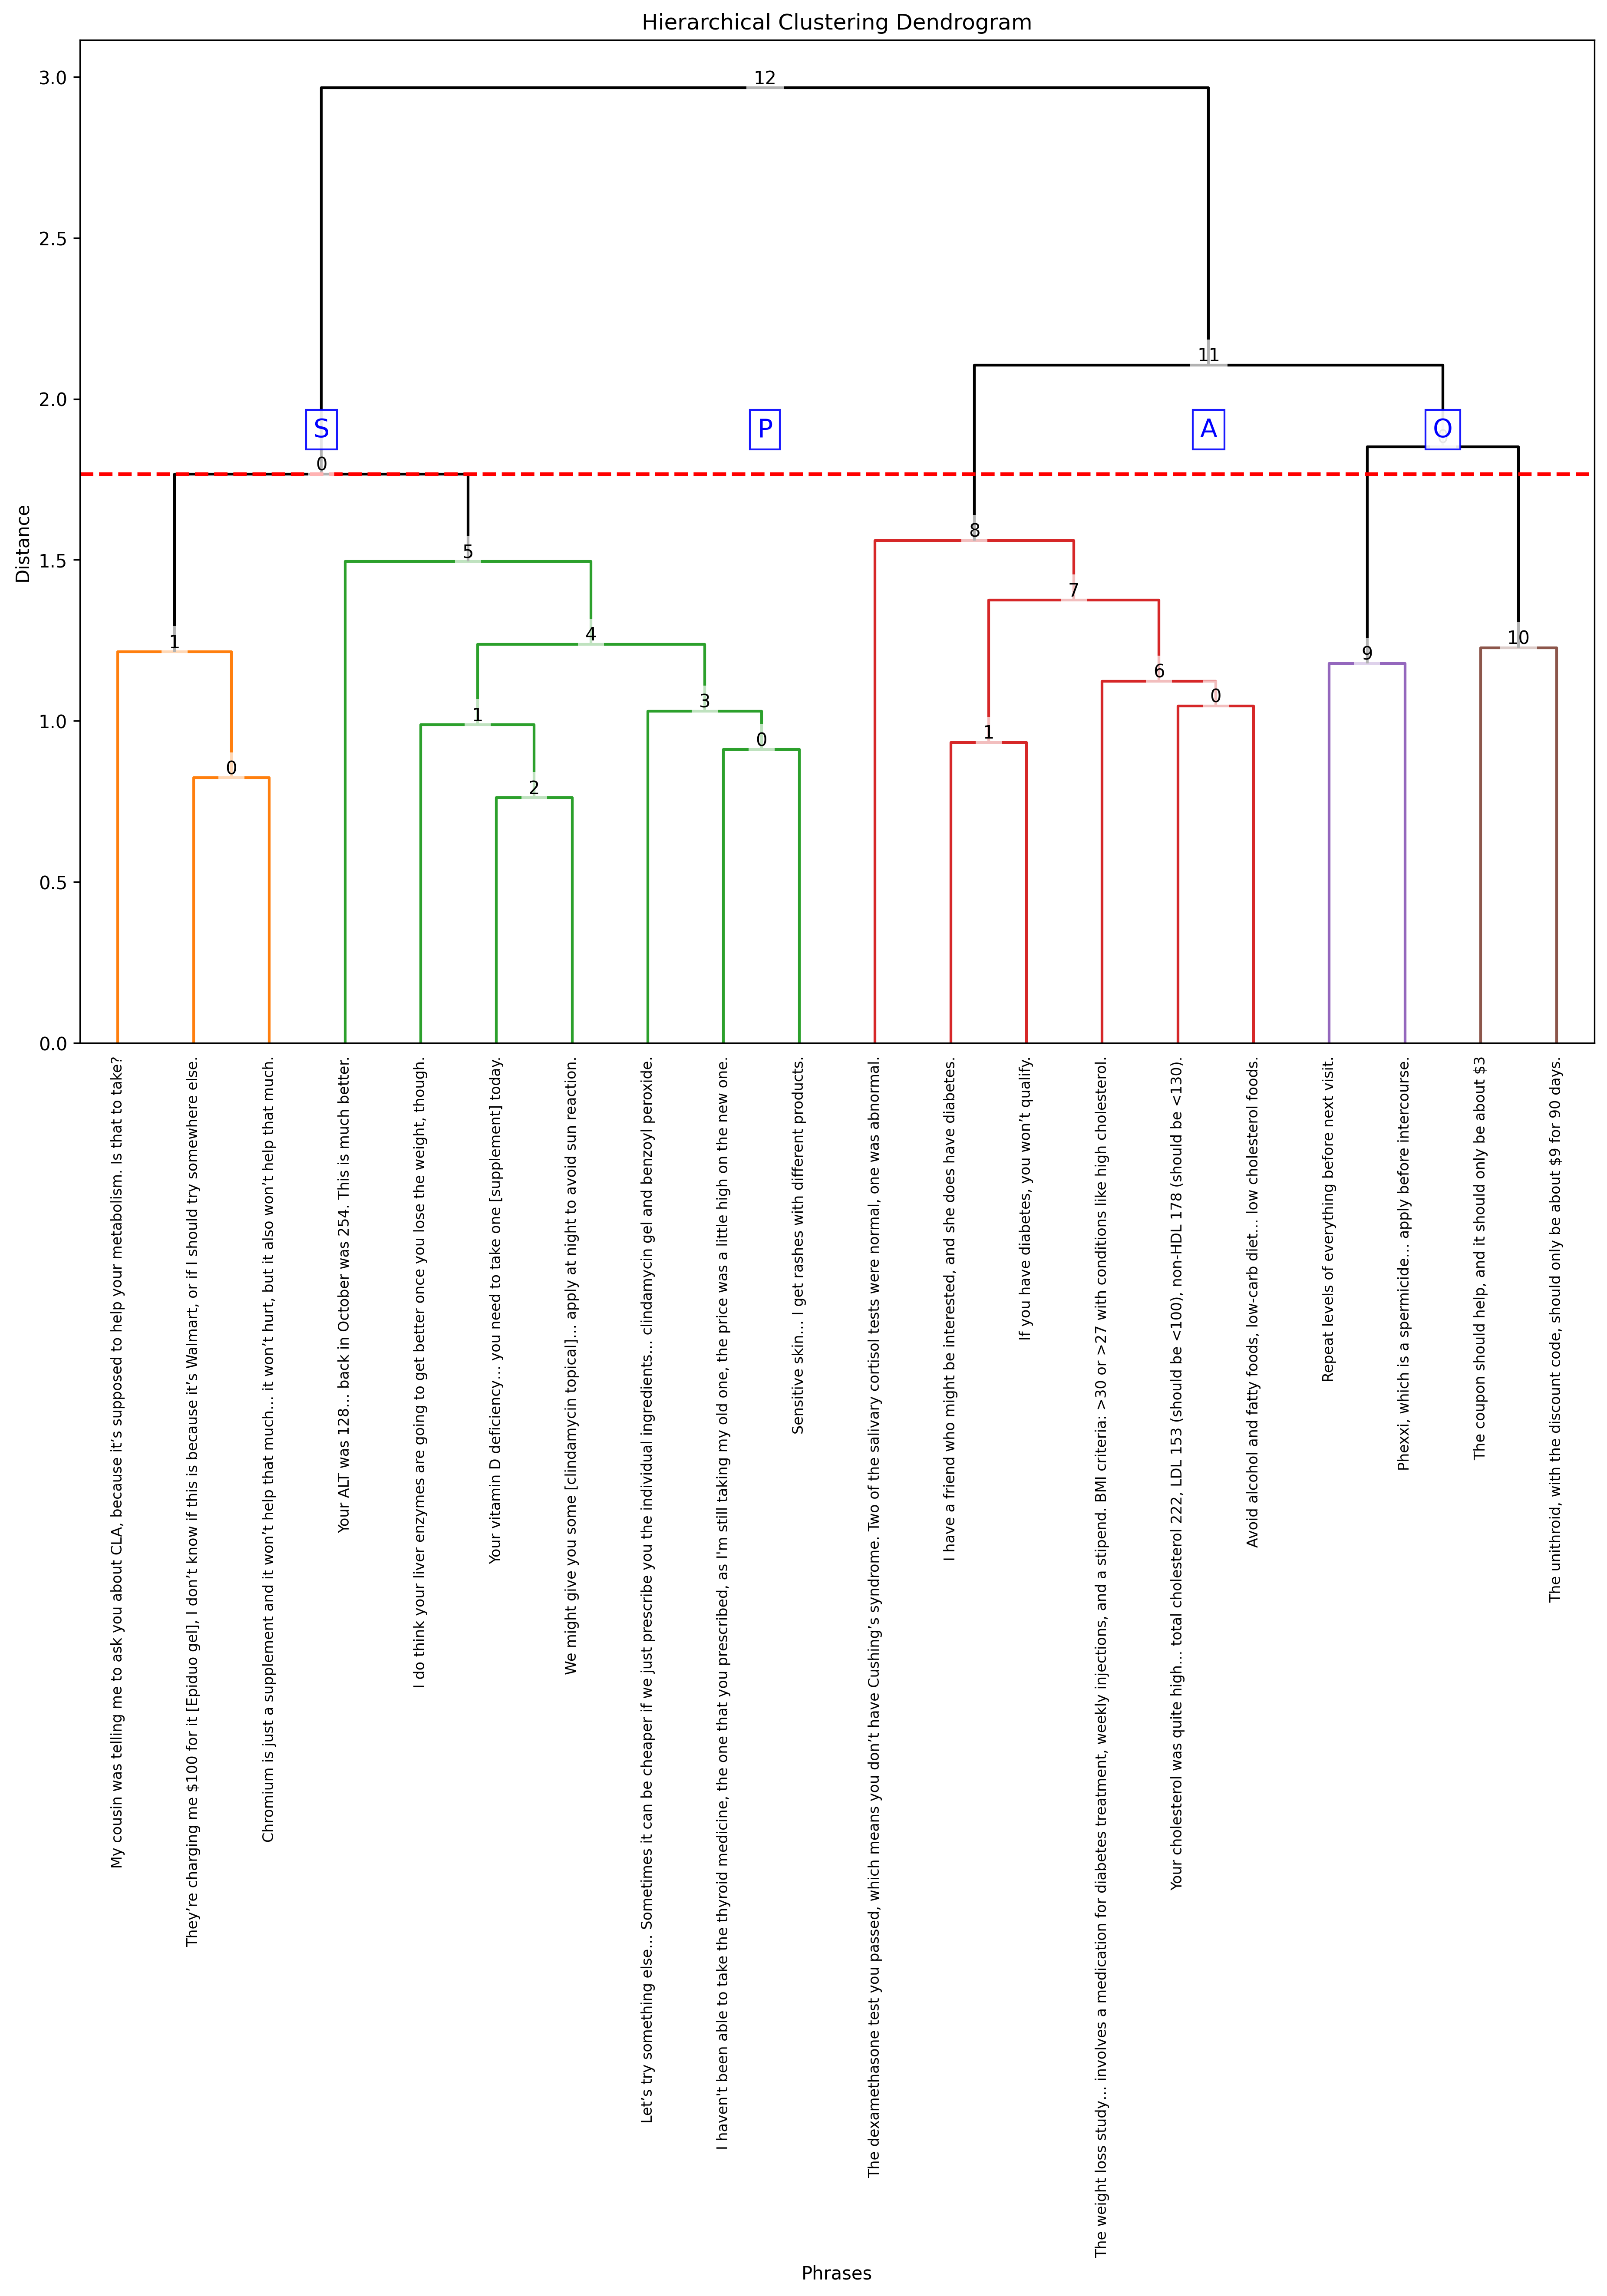 Hierarchical Clustering Dendrogram
3.0
2.5
2.0
1.5
1.0
0.5
0.0
Distance
12
11
S
P
A
O
0
8
5
7
4
1
10
9
6
3
1
0
1
0
0
2
My cousin was telling me to ask you about CLA, because it’s supposed to help your metabolism. Is that to take?
They’re charging me $100 for it [Epiduo gel], I don’t know if this is because it’s Walmart, or if I should try somewhere else.
Chromium is just a supplement and it won’t help that much… it won’t hurt, but it also won’t help that much.
Your ALT was 128… back in October was 254. This is much better.
I do think your liver enzymes are going to get better once you lose the weight, though.
Your vitamin D deficiency… you need to take one [supplement] today.
We might give you some [clindamycin topical]… apply at night to avoid sun reaction.
Let’s try something else… Sometimes it can be cheaper if we just prescribe you the individual ingredients… clindamycin gel and benzoyl peroxide.
I haven't been able to take the thyroid medicine, the one that you prescribed, as I'm still taking my old one, the price was a little high on the new one.
Sensitive skin… I get rashes with different products.
The dexamethasone test you passed, which means you don’t have Cushing’s syndrome. Two of the salivary cortisol tests were normal, one was abnormal.
I have a friend who might be interested, and she does have diabetes.
If you have diabetes, you won’t qualify.
The weight loss study… involves a medication for diabetes treatment, weekly injections, and a stipend. BMI criteria: >30 or >27 with conditions like high cholesterol.
Your cholesterol was quite high… total cholesterol 222, LDL 153 (should be <100), non-HDL 178 (should be <130).
Avoid alcohol and fatty foods, low-carb diet… low cholesterol foods.
Repeat levels of everything before next visit.
Phexxi, which is a spermicide… apply before intercourse.
The coupon should help, and it should only be about $3
The unithroid, with the discount code, should only be about $9 for 90 days.
Phrases